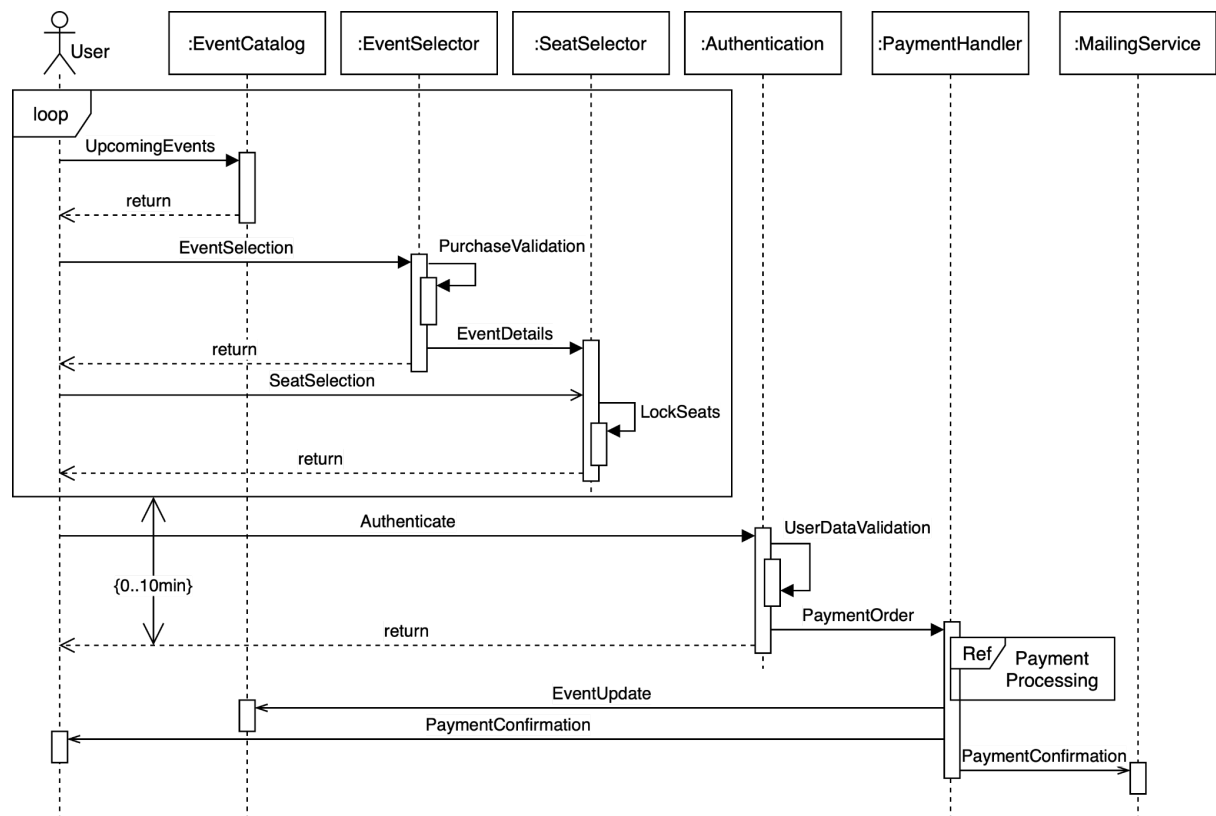 User
:EventCatalog
:EventSelector
:SeatSelector
:Authentication
:PaymentHandler
:MailingService
loop
UpcomingEvents
return
EventSelection
PurchaseValidation
EventDetails
return
SeatSelection
LockSeats
return
Authenticate
UserDataValidation
{0..10min}
PaymentOrder
return
Ref
Payment
Processing
EventUpdate
PaymentConfirmation
PaymentConfirmation